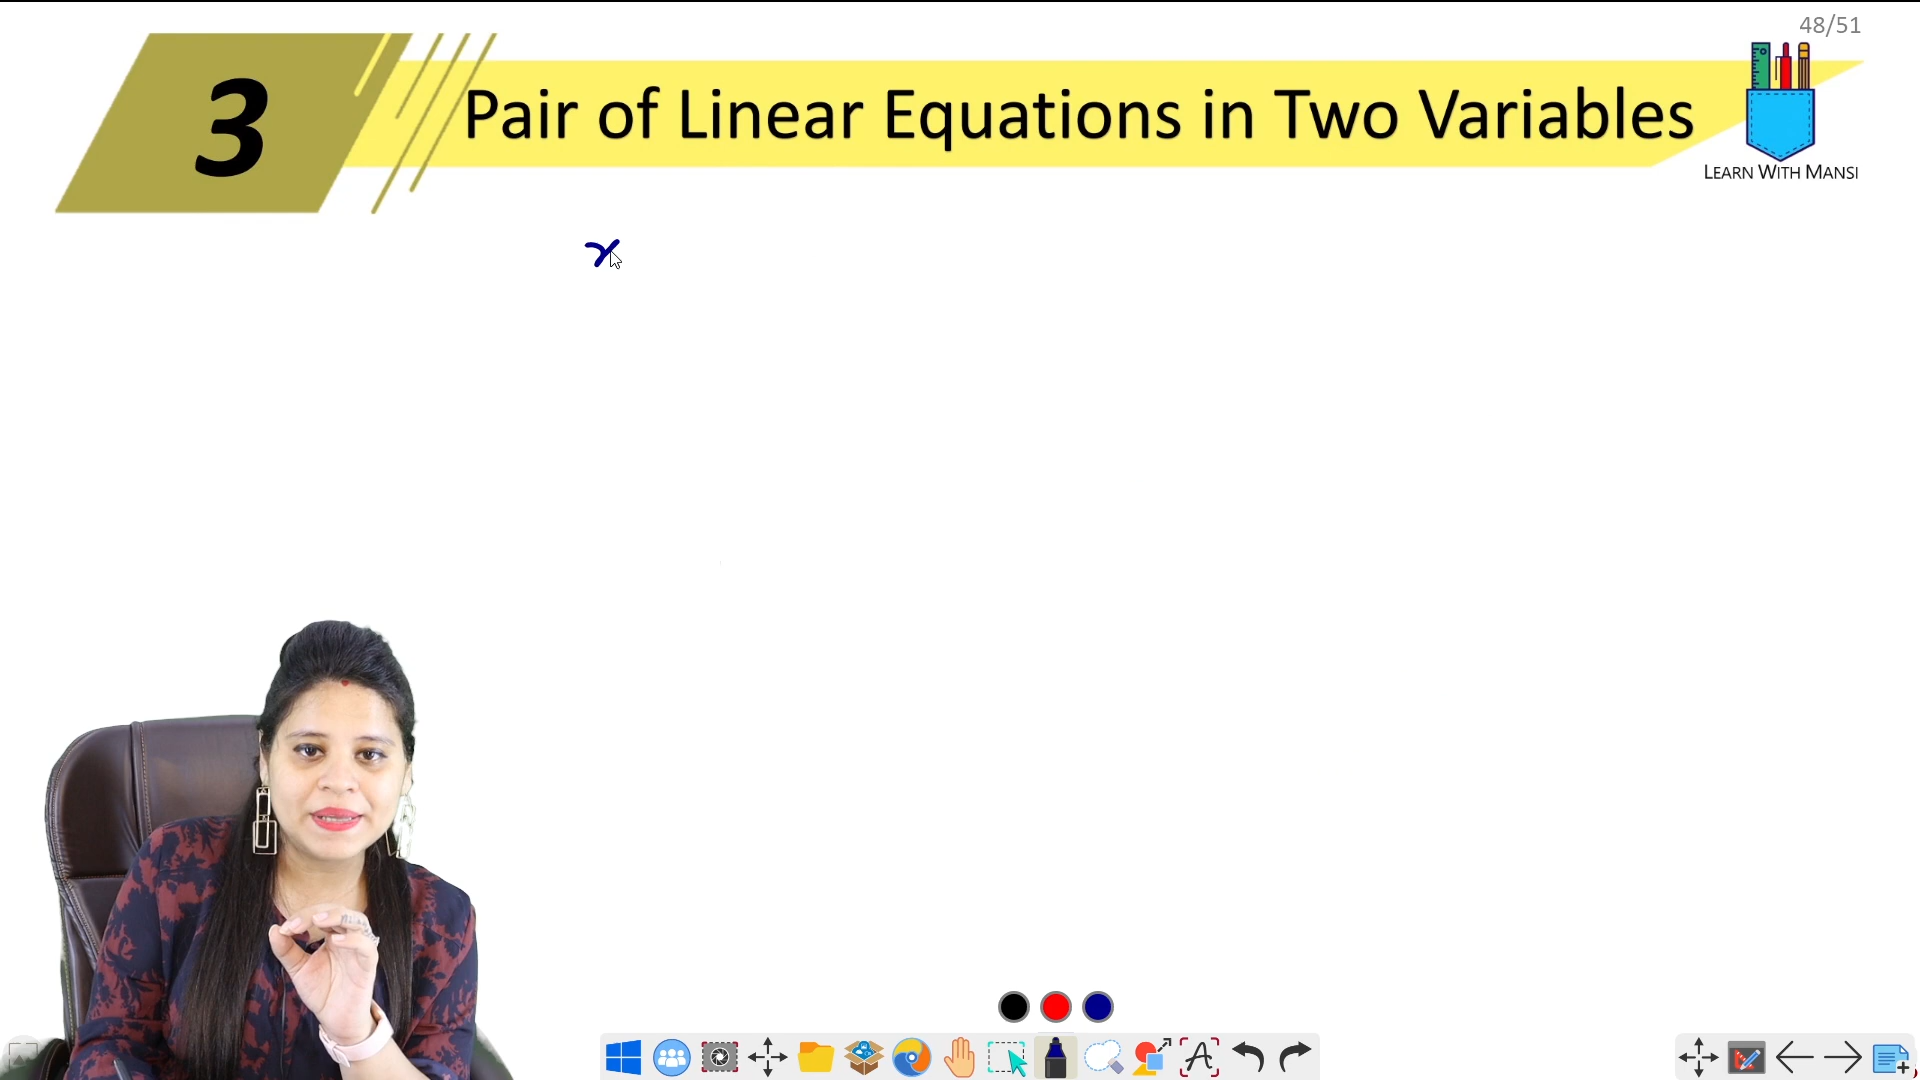 48/51
3
Pair of Linear Equations in Two Variables
LEARN WITH MANSI
x